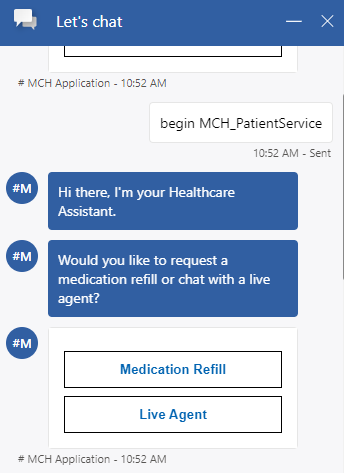 Let's chat
# MCH Application - 10:52 AM
begin MCH_PatientService
10:52 AM - Sent
#M
Hi there, I'm your Healthcare
Assistant.
#M
Would you like to request a
medication refill or chat with a live
agent?
#M
Medication Refill
Live Agent
# MCH Application - 10:52 AM